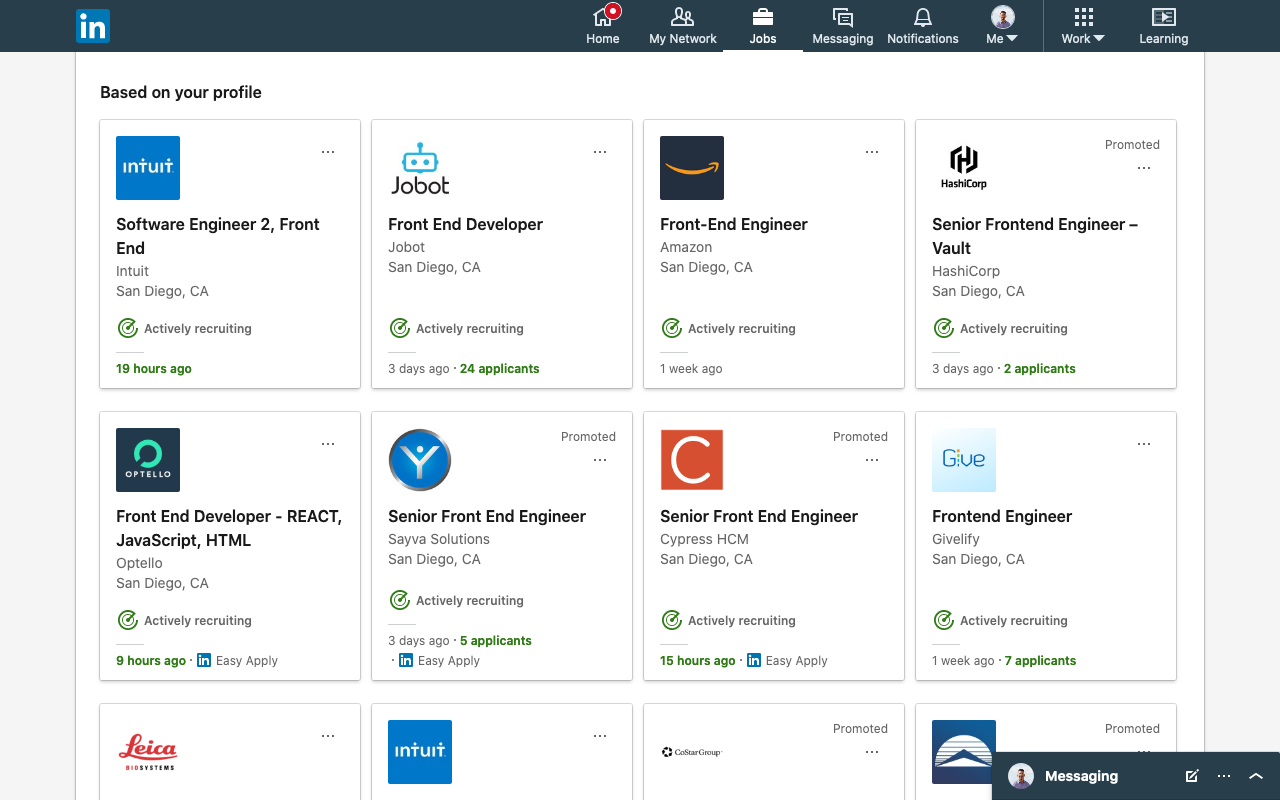 in
Home
My Network
Jobs
Messaging
Notifications
Me
Work
Learning
Based on your profile
INTUIT
...
Software Engineer 2, Front
End
Intuit
San Diego, CA
Actively recruiting
19 hours ago
Jobot
...
Front End Developer
Jobot
San Diego, CA
Actively recruiting
3 days ago · 24 applicants
...
Front-End Engineer
Amazon
San Diego, CA
Actively recruiting
1 week ago
HashiCorp
Promoted
...
Senior Frontend Engineer –
Vault
HashiCorp
San Diego, CA
Actively recruiting
3 days ago · 2 applicants
OPTELLO
...
Front End Developer - REACT,
JavaScript, HTML
Optello
San Diego, CA
Actively recruiting
9 hours ago · in Easy Apply
Y
Promoted
...
Senior Front End Engineer
Sayva Solutions
San Diego, CA
Actively recruiting
3 days ago · 5 applicants
· in Easy Apply
C
Promoted
...
Senior Front End Engineer
Cypress HCM
San Diego, CA
Actively recruiting
15 hours ago · in Easy Apply
Give
...
Frontend Engineer
Givelify
San Diego, CA
Actively recruiting
1 week ago · 7 applicants
Leica
BIOSYSTEMS
...
INTUIT
...
CoStar Group
Promoted
...
Promoted
Messaging
...